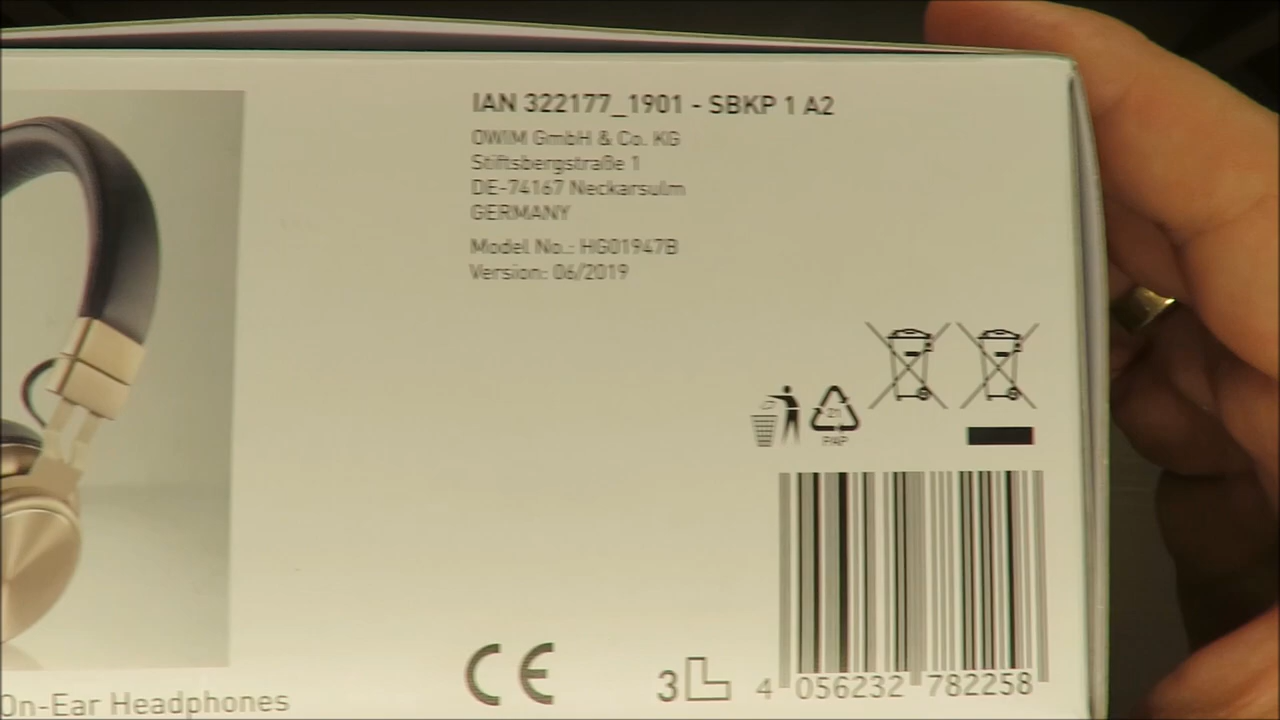 IAN 322177_1901 - SBKP 1 A2
OWIM GmbH & Co. KG
Stiftsbergstraße 1
DE-74167 Neckarsulm
GERMANY
Model No.: HG01947B
Version: 06/2019
21
PAP
CE
3
4 056232 782258
On-Ear Headphones